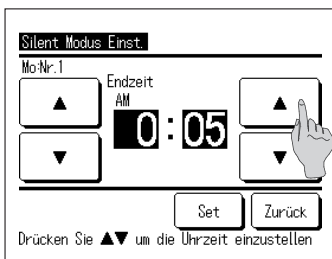 Silent Modus Einst.
Mo:Nr.1
Endzeit
AM
0:05
▲ ▲
▼ ▼
Set Zurück
Drücken Sie ▲▼ um die Uhrzeit einzustellen